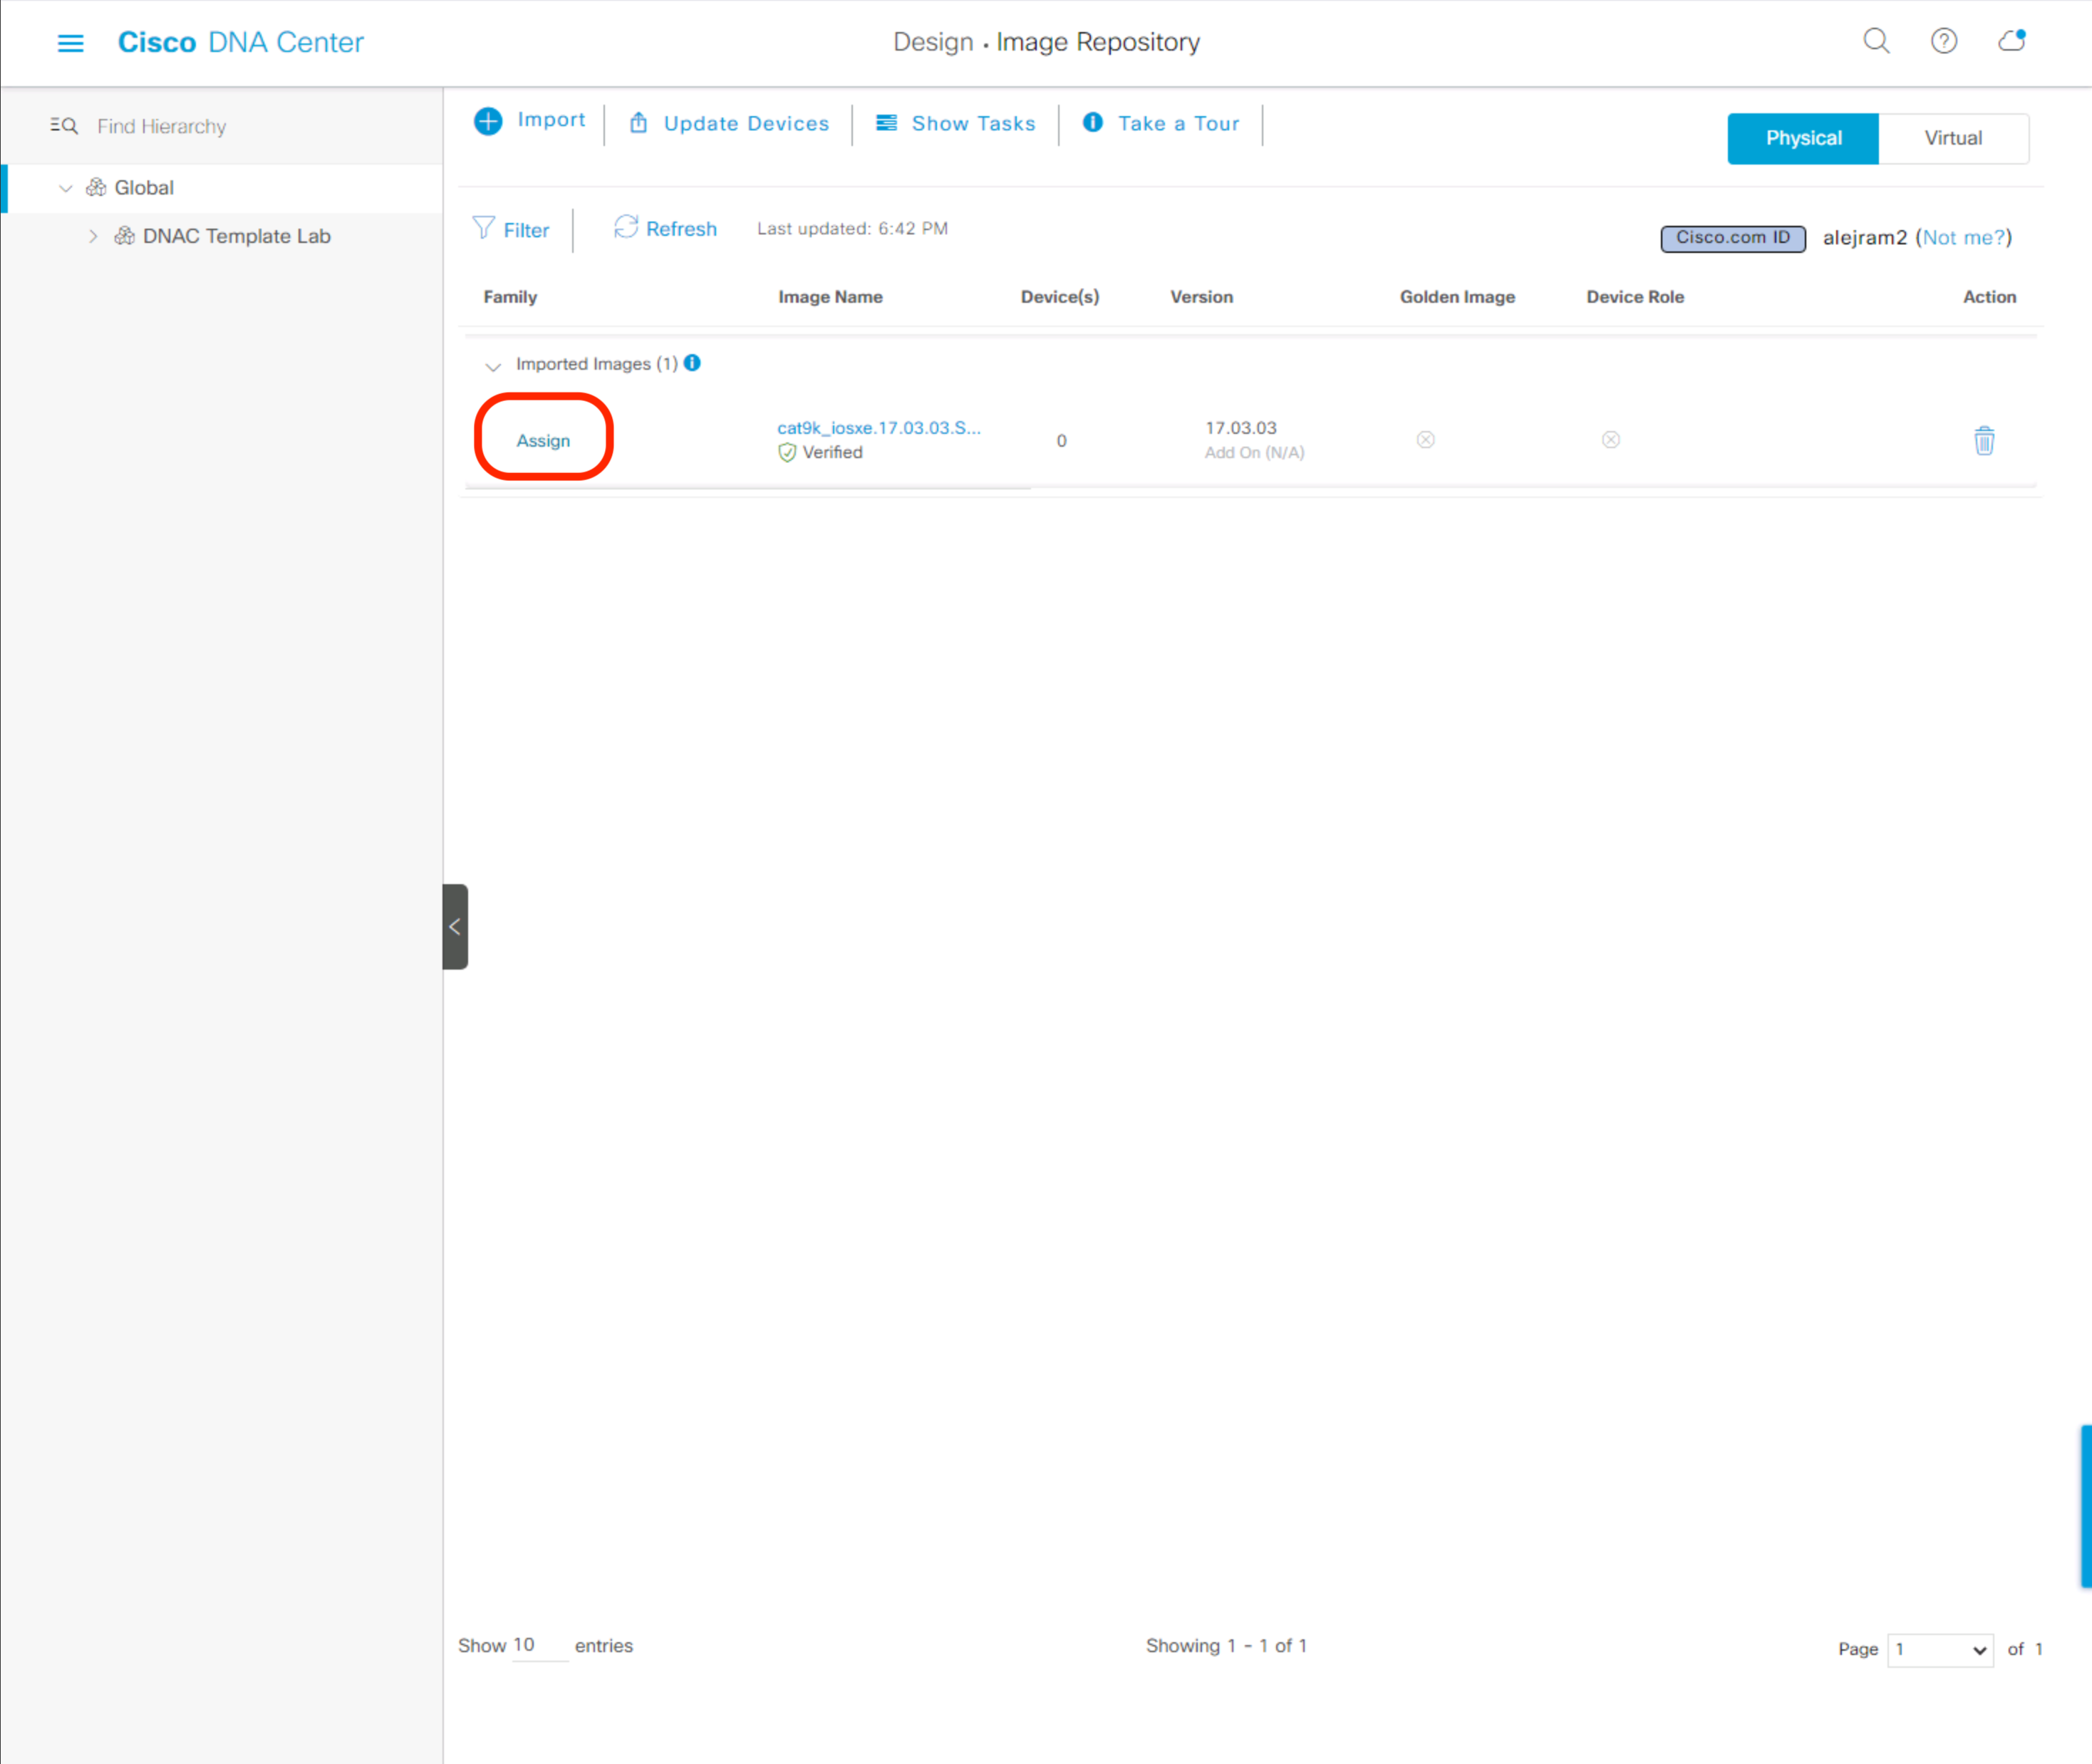 Cisco DNA Center
Design • Image Repository
Find Hierarchy
Global
DNAC Template Lab
Import
Update Devices
Show Tasks
Take a Tour
Physical
Virtual
Filter
Refresh
Last updated: 6:42 PM
Cisco.com ID
alejram2 (Not me?)
Family
Image Name
Device(s)
Version
Golden Image
Device Role
Action
Imported Images (1)
Assign
cat9k_iosxe.17.03.03.S...
Verified
0
17.03.03
Add On (N/A)
Show 10 entries
Showing 1 - 1 of 1
Page 1 of 1